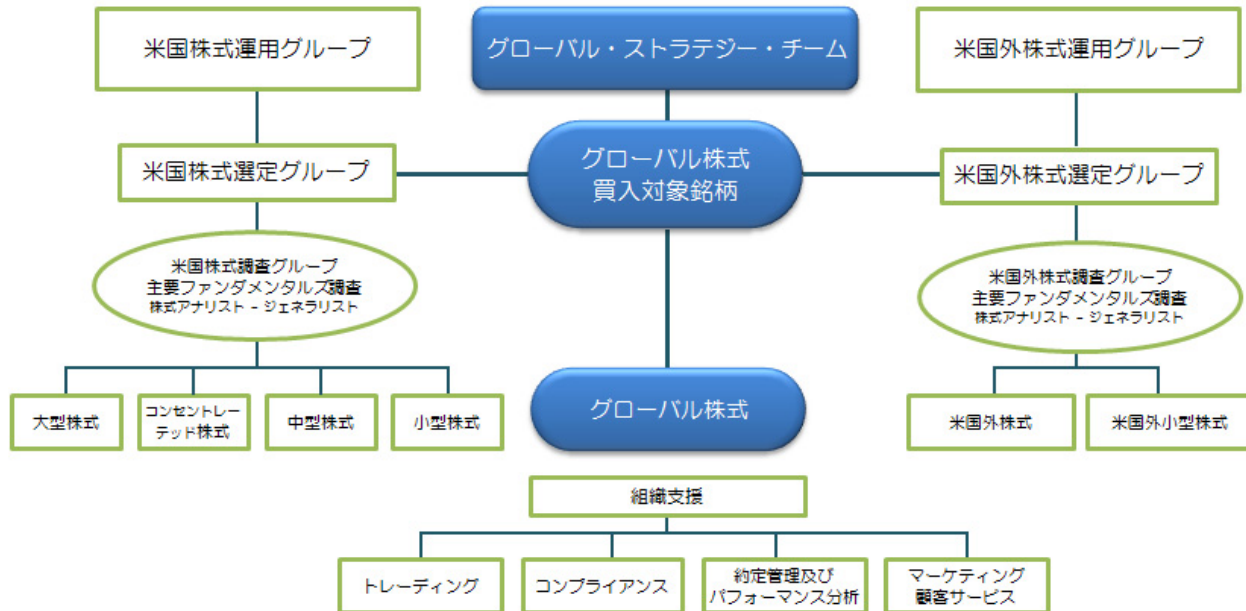 米国株式運用グループ
グローバル・ストラテジー・チーム
米国外株式運用グループ
米国株式選定グループ
グローバル株式
買入対象銘柄
米国外株式選定グループ
米国株式調査グループ
主要ファンダメンタルズ調査
株式アナリスト – ジェネラリスト
米国外株式調査グループ
主要ファンダメンタルズ調査
株式アナリスト – ジェネラリスト
大型株式
コンセントレー
テッド株式
中型株式
小型株式
グローバル株式
米国外株式
米国外小型株式
組織支援
トレーディング
コンプライアンス
約定管理及び
パフォーマンス分析
マーケティング
顧客サービス